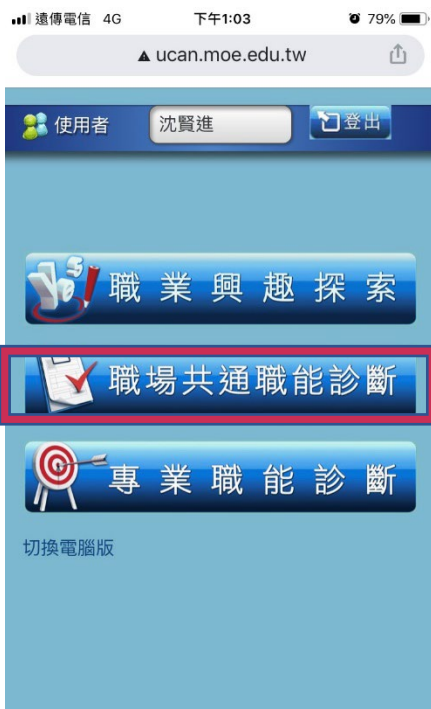 遠傳電信 4G 下午1:03 79%
ucan.moe.edu.tw
使用者 沈賢進 登出
Yes
職業興趣探索
職場共通職能診斷
專業職能診斷
切換電腦版